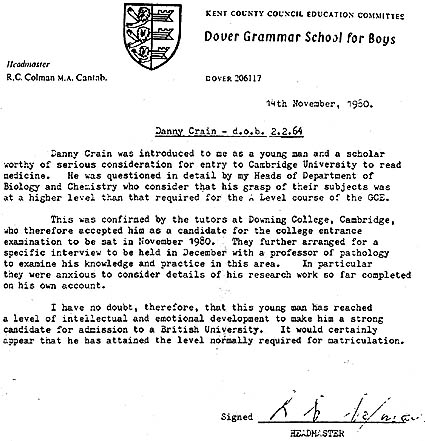 KENT COUNTY COUNCIL EDUCATION COMMITTEE
Dover Grammar School for Boys
Headmaster
R.C. Colman M.A. Cantab.
DOVER 206117
14th November, 1980.
Danny Crain - d.o.b. 2.2.64
Danny Crain was introduced to me as a young man and a scholar
worthy of serious consideration for entry to Cambridge University to read
medicine. He was questioned in detail by my Heads of Department of
Biology and Chemistry who consider that his grasp of their subjects was
at a higher level than that required for the A Level course of the GCE.
This was confirmed by the tutors at Downing College, Cambridge,
who therefore accepted him as a candidate for the college entrance
examination to be sat in November 1980. They further arranged for a
specific interview to be held in December with a professor of pathology
to examine his knowledge and practice in this area. In particular
they were anxious to consider details of his research work so far completed
on his own account.
I have no doubt, therefore, that this young man has reached
a level of intellectual and emotional development to make him a strong
candidate for admission to a British University. It would certainly
appear that he has attained the level normally required for matriculation.
Signed
HEADMASTER